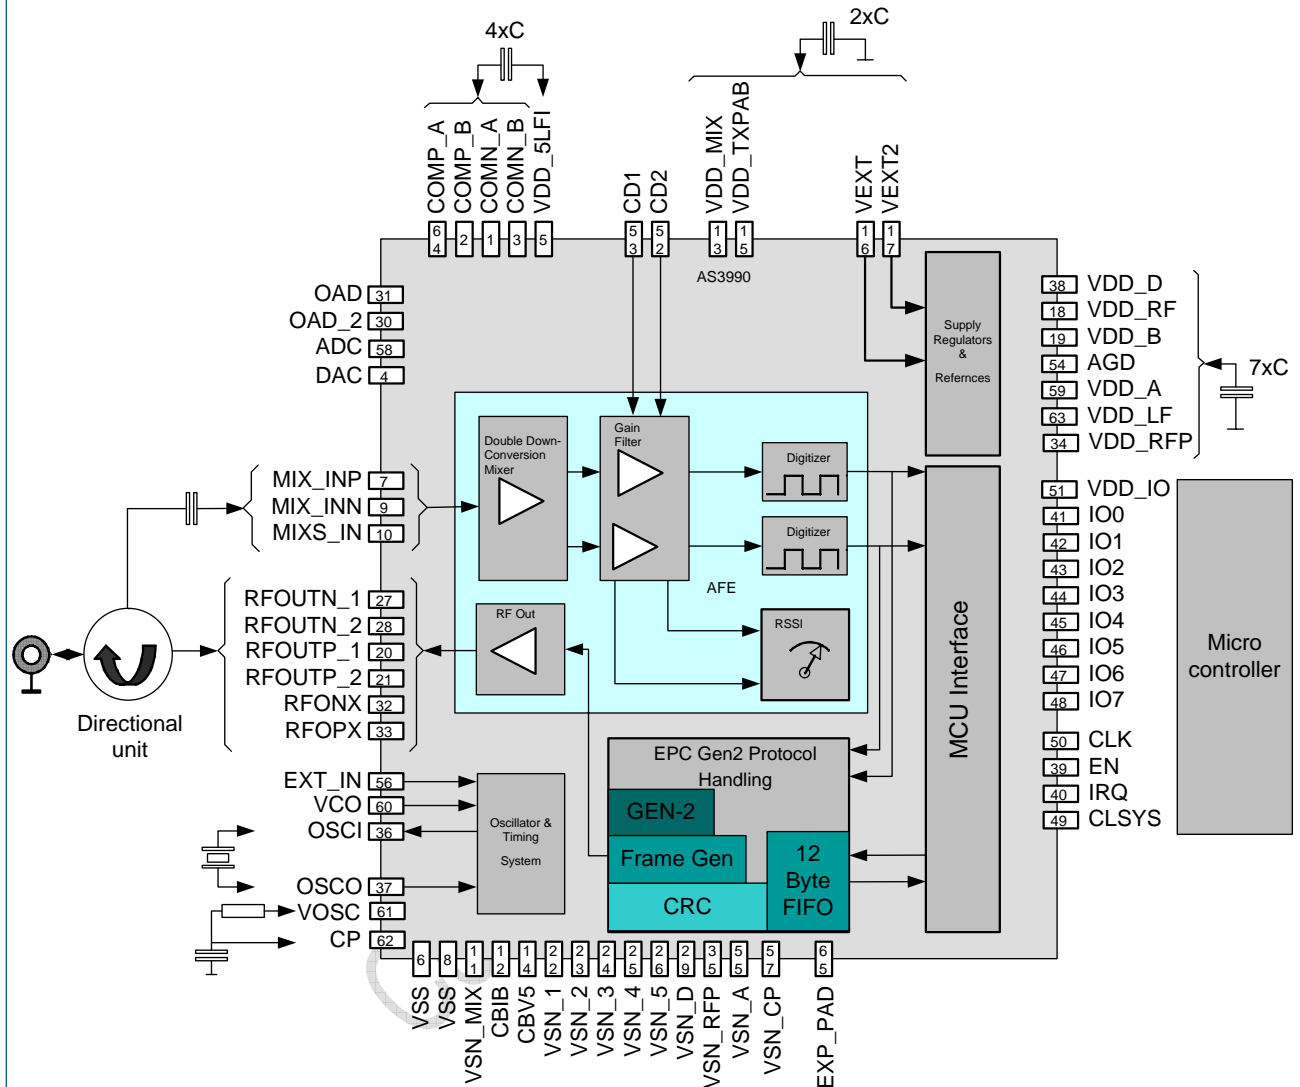 4xC
2xC
COMP_A
COMP_B
COMN_A
COMN_B
VDD_5LFI
CD1
CD2
VDD_MIX
VDD_TXPAB
VEXT
VEXT2
64
2
1
3
5
53
52
13
15
16
17
AS3990
OAD 31
OAD_2 30
ADC 58
DAC 4
Supply
Regulators
&
Refernces
38 VDD_D
18 VDD_RF
19 VDD_B
54 AGD
59 VDD_A
63 VDD_LF
34 VDD_RFP
7xC
MIX_INP 7
MIX_INN 9
MIXS_IN 10
Double Down-
Conversion
Mixer
Gain
Filter
Digitizer
Digitizer
AFE
RF Out
RSSI
MCU Interface
51 VDD_IO
41 IO0
42 IO1
43 IO2
44 IO3
45 IO4
46 IO5
47 IO6
48 IO7
50 CLK
39 EN
40 IRQ
49 CLSYS
Micro
controller
RFOUTN_1 27
RFOUTN_2 28
RFOUTP_1 20
RFOUTP_2 21
RFONX 32
RFOPX 33
Directional
unit
EXT_IN 56
VCO 60
OSCI 36
OSCO 37
VOSC 61
CP 62
Oscillator &
Timing
System
EPC Gen2 Protocol
Handling
GEN-2
Frame Gen
CRC
12
Byte
FIFO
6
8
11
12
14
22
23
24
25
26
29
35
55
57
65
VSS
VSS
VSN_MIX
CBIB
CBV5
VSN_1
VSN_2
VSN_3
VSN_4
VSN_5
VSN_D
VSN_RFP
VSN_A
VSN_CP
EXP_PAD